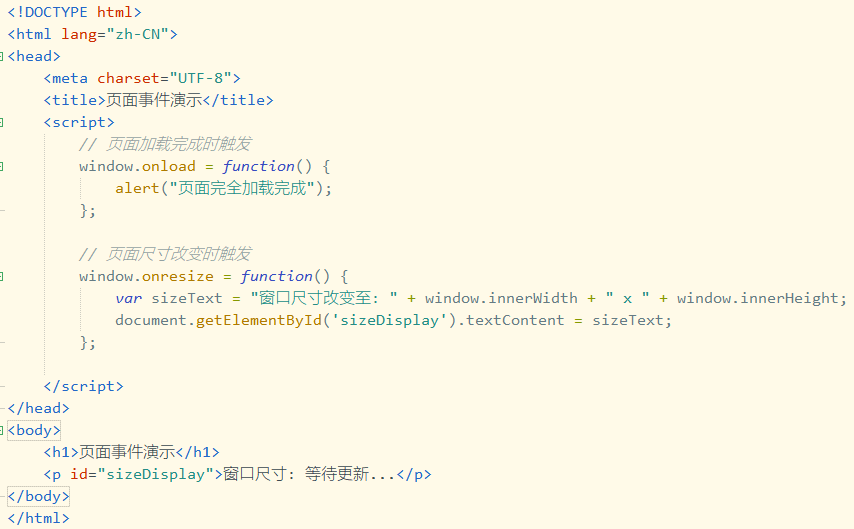 <!DOCTYPE html>
<html lang="zh-CN">
<head>
    <meta charset="UTF-8">
    <title>页面事件演示</title>
    <script>
        // 页面加载完成时触发
        window.onload = function() {
            alert("页面完全加载完成");
        };

        // 页面尺寸改变时触发
        window.onresize = function() {
            var sizeText = "窗口尺寸改变至: " + window.innerWidth + " x " + window.innerHeight;
            document.getElementById('sizeDisplay').textContent = sizeText;
        };

    </script>
</head>
<body>
    <h1>页面事件演示</h1>
    <p id="sizeDisplay">窗口尺寸: 等待更新...</p>
</body>
</html>